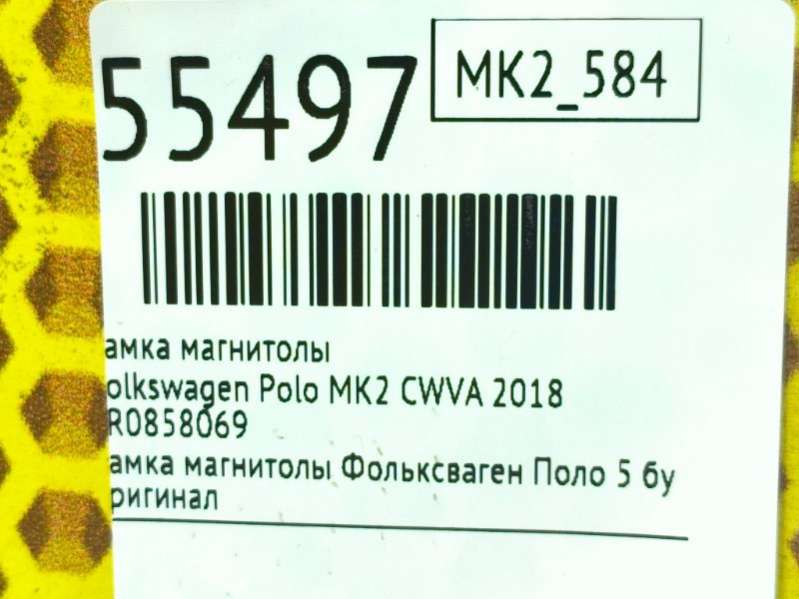 55497
MK2_584
амка магнитолы
olkswagen Polo MK2 CWVA 2018
R0858069
амка магнитолы Фольксваген Поло 5 бу
ригинал